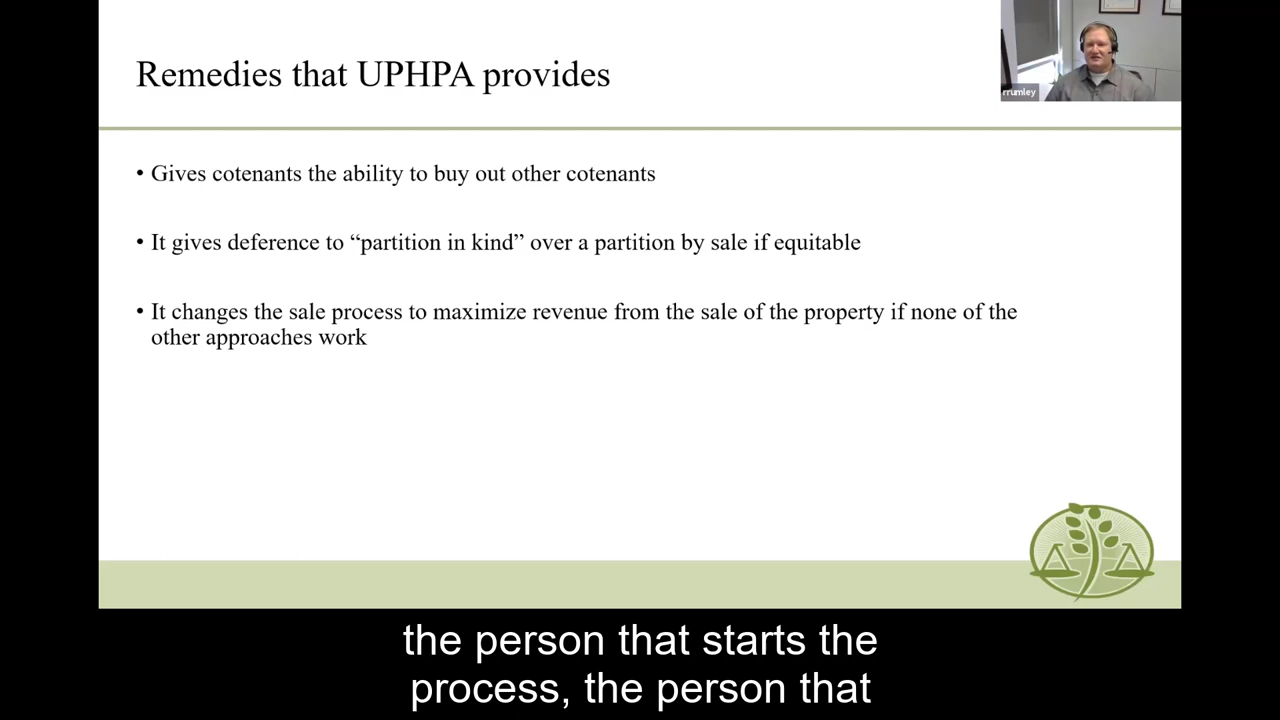 Remedies that UPHPA provides
rrumley
• Gives cotenants the ability to buy out other cotenants
• It gives deference to “partition in kind” over a partition by sale if equitable
• It changes the sale process to maximize revenue from the sale of the property if none of the
other approaches work
the person that starts the
process, the person that